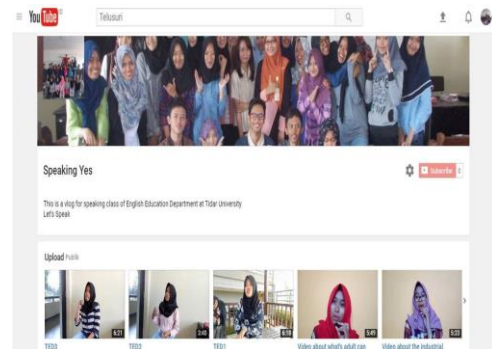 YouTube ID
Telusuri
Speaking Yes
Subscribe
This is a vlog for speaking class of English Education Department at Tidar University
Let's Speak
Upload Publik
6:21
3:45
6:18
5:49
5:23
TED3
TED2
TED1
Video about what's adult can
Video about the industrial